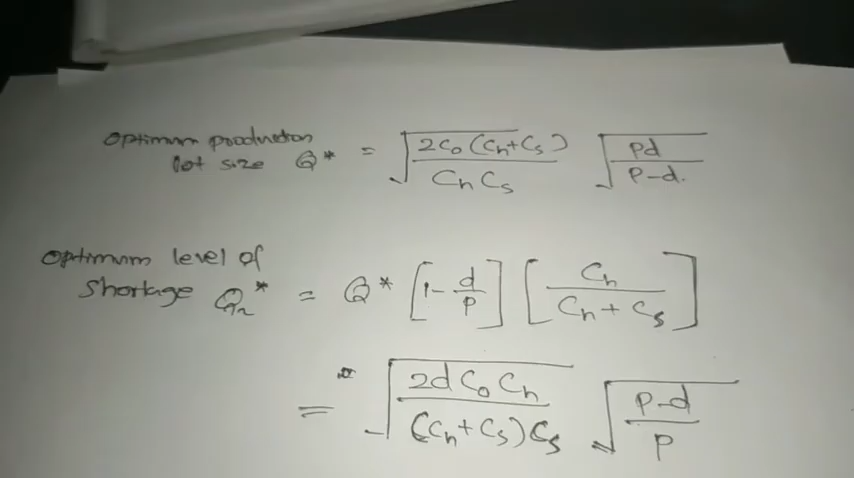 Optimum production
lot size Q* = √(2C₀(Cₕ+Cₛ)/CₕCₛ) √(pd/p-d.)
Optimum level of
Shortage Q₂* = Q* [1-d/p] [Cₕ/Cₕ+Cₛ]
= √(2dC₀Cₕ/(Cₕ+Cₛ)Cₛ) √(p-d/p)